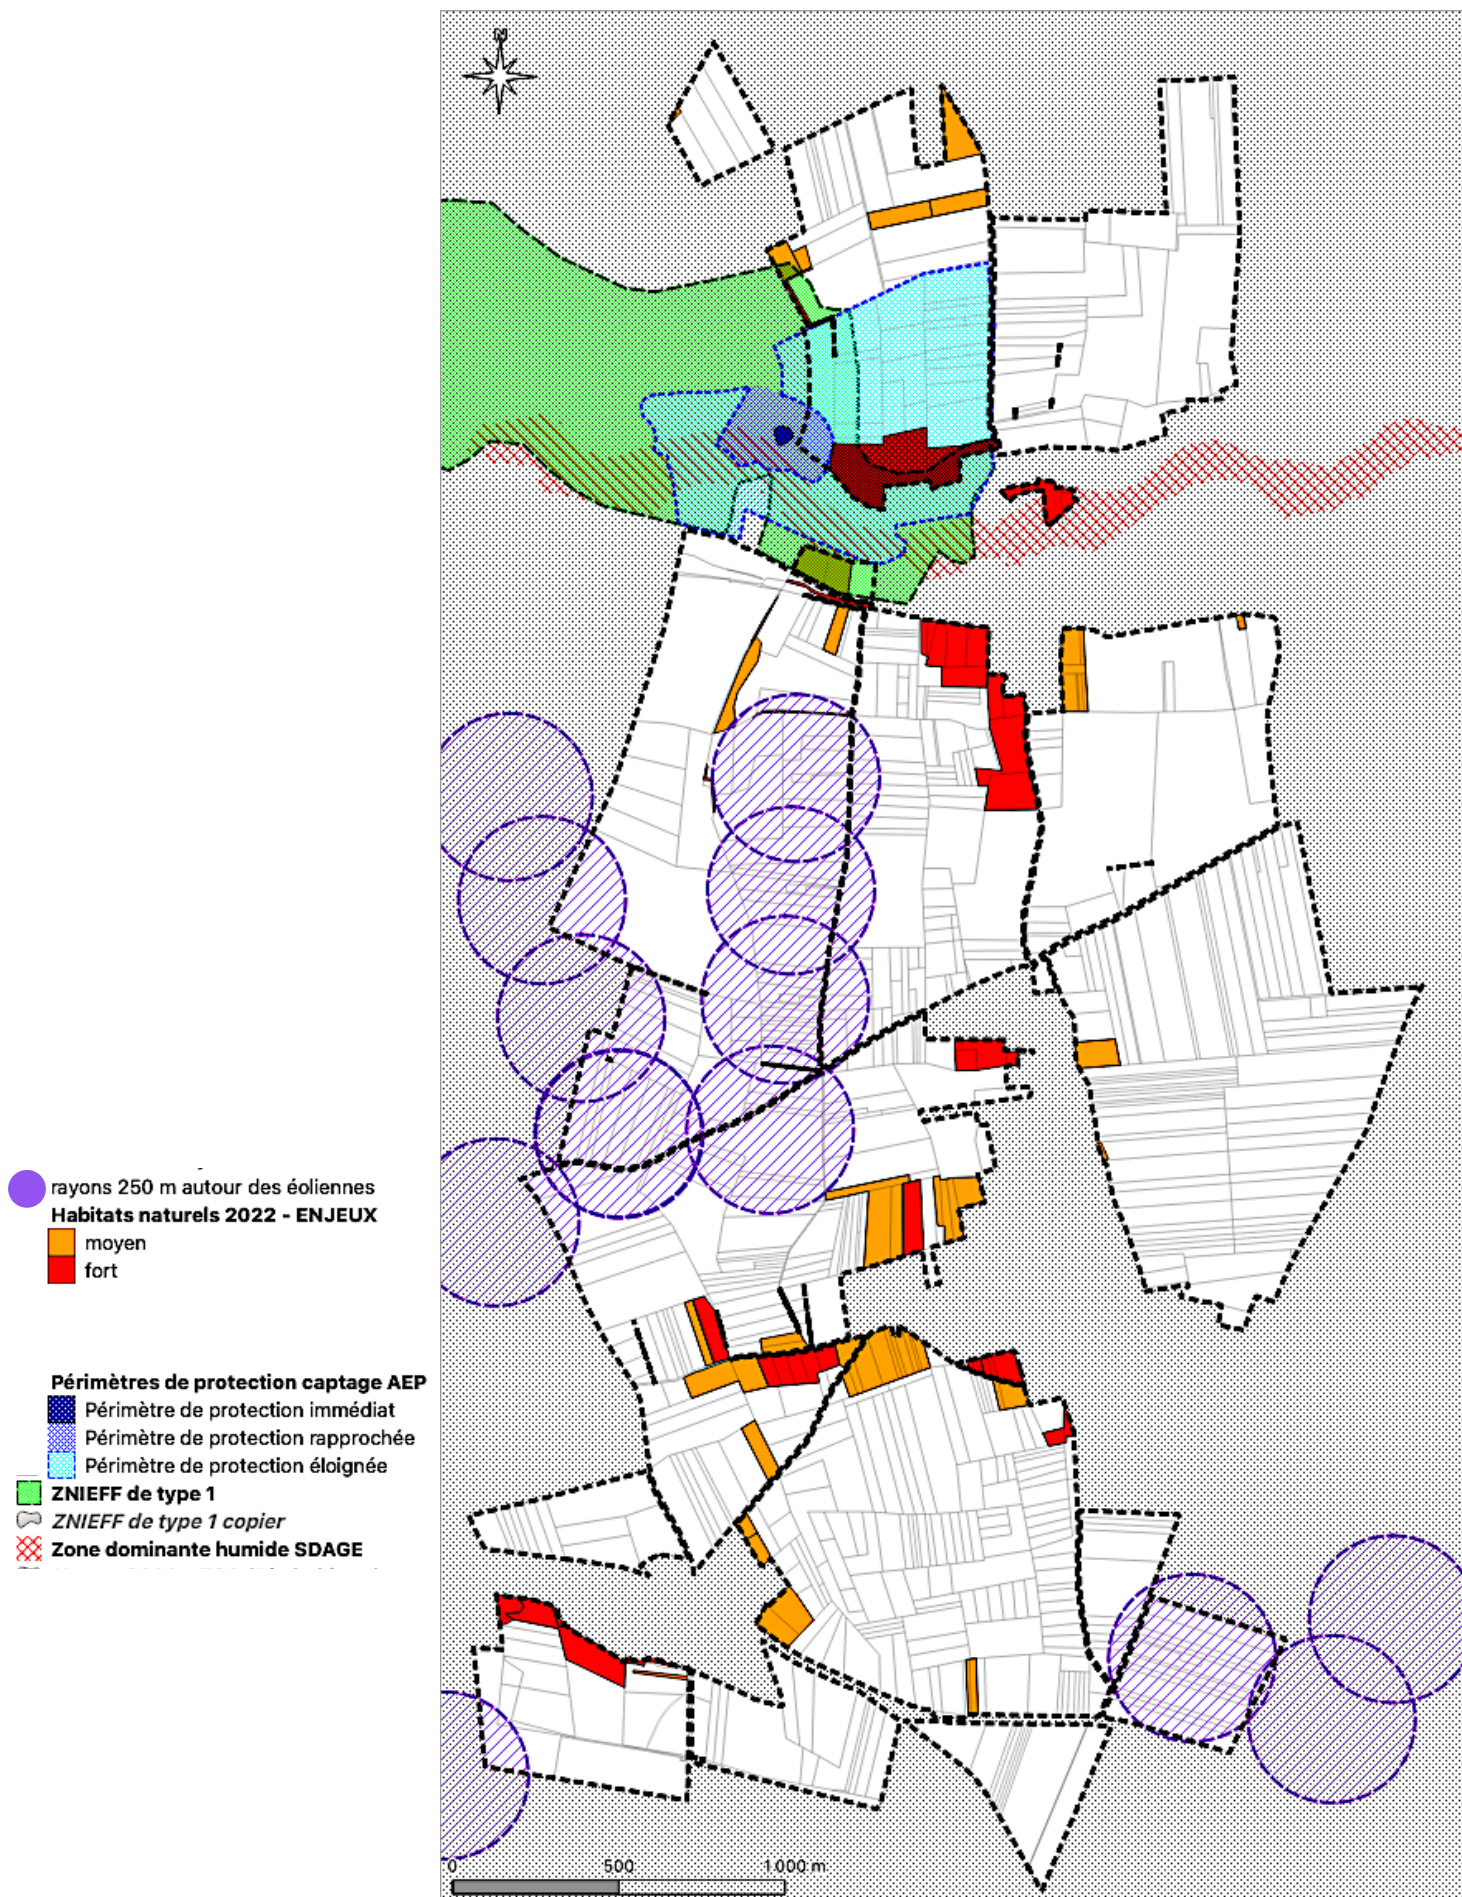 N
rayons 250 m autour des éoliennes
Habitats naturels 2022 - ENJEUX
moyen
fort
Périmètres de protection captage AEP
Périmètre de protection immédiat
Périmètre de protection rapprochée
Périmètre de protection éloignée
ZNIEFF de type 1
ZNIEFF de type 1 copier
Zone dominante humide SDAGE
0 500 1 000 m